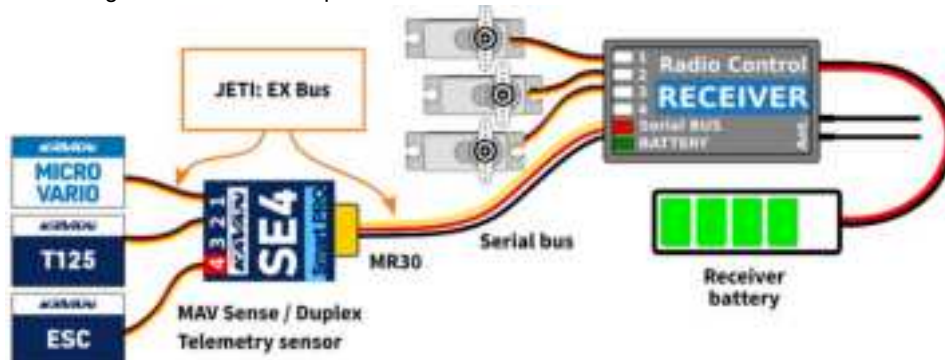 JETI: EX Bus
1
2
3
4
Radio Control
RECEIVER
Serial BUS
BATTERY
Ant
MICRO
VARIO
T125
ESC
1
2
3
4
SE4
MR30
Serial bus
MAV Sense / Duplex
Telemetry sensor
Receiver
battery